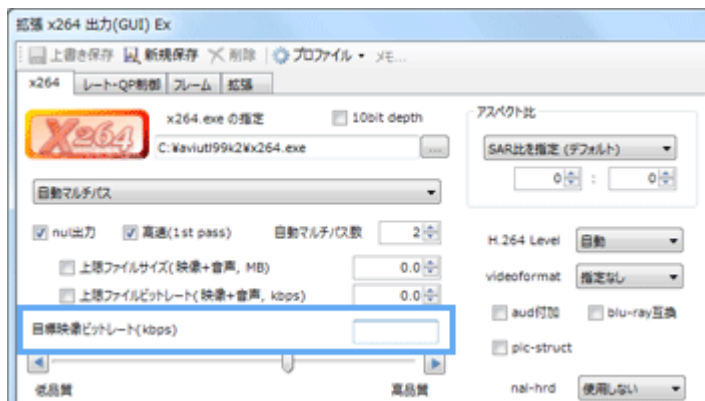 拡張 x264 出力(GUI) Ex
上書き保存 新規保存 削除 プロファイル メモ...
x264 レート・QP制御 フレーム 拡張
X264
x264.exe の指定 10bit depth
C:¥aviutl99k2¥x264.exe ...
自動マルチパス
nul出力 高速(1st pass) 自動マルチパス数 2
上限ファイルサイズ(映像+音声, MB) 0.0
上限ファイルビットレート(映像+音声, kbps) 0.0
目標映像ビットレート(kbps)
低品質 高品質
アスペクト比
SAR比を指定 (デフォルト)
0 : 0
H.264 Level 自動
videoformat 指定なし
aud付加 blu-ray互換
pic-struct
nal-hrd 使用しない